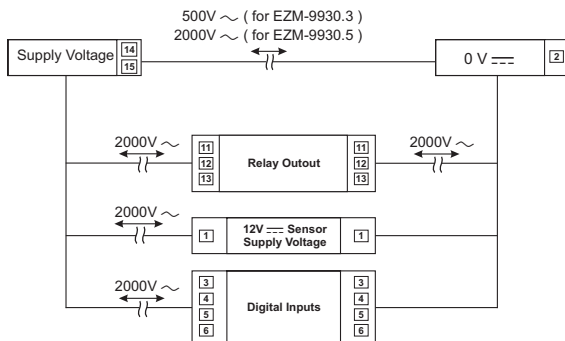 500V ～ ( for EZM-9930.3 )
2000V ～ ( for EZM-9930.5 )
Supply Voltage
14
15
0 V ⎓
2
2000V ～
2000V ～
11
12
13
Relay Outout
11
12
13
2000V ～
1
12V ⎓ Sensor
Supply Voltage
1
2000V ～
3
4
5
6
Digital Inputs
3
4
5
6